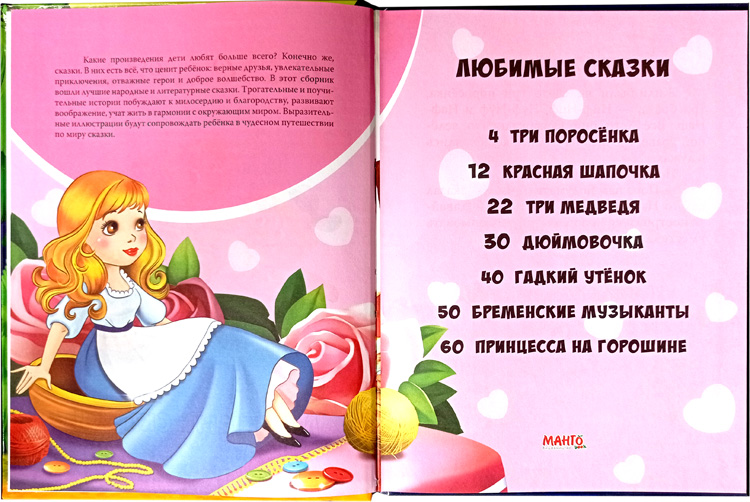 Какие произведения дети любят больше всего? Конечно же,
сказки. В них есть всё, что ценит ребёнок: верные друзья, увлекательные
приключения, отважные герои и доброе волшебство. В этот сборник
вошли лучшие народные и литературные сказки. Трогательные и поучи-
тельные истории побуждают к милосердию и благородству, развивают
воображение, учат жить в гармонии с окружающим миром. Выразитель-
ные иллюстрации будут сопровождать ребёнка в чудесном путешествии
по миру сказки.
ЛЮБИМЫЕ СКАЗКИ
4 ТРИ ПОРОСЁНКА
12 КРАСНАЯ ШАПОЧКА
22 ТРИ МЕДВЕДЯ
30 ДЮЙМОВОЧКА
40 ГАДКИЙ УТЁНОК
50 БРЕМЕНСКИЕ МУЗЫКАНТЫ
60 ПРИНЦЕССА НА ГОРОШИНЕ
МАНГО